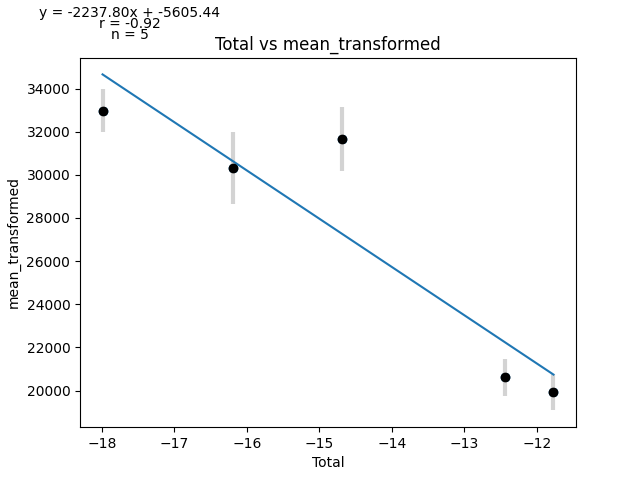 y = -2237.80x + -5605.44
r = -0.92
n = 5
Total vs mean_transformed
mean_transformed
34000
32000
30000
28000
26000
24000
22000
20000
−18
−17
−16
−15
−14
−13
−12
Total